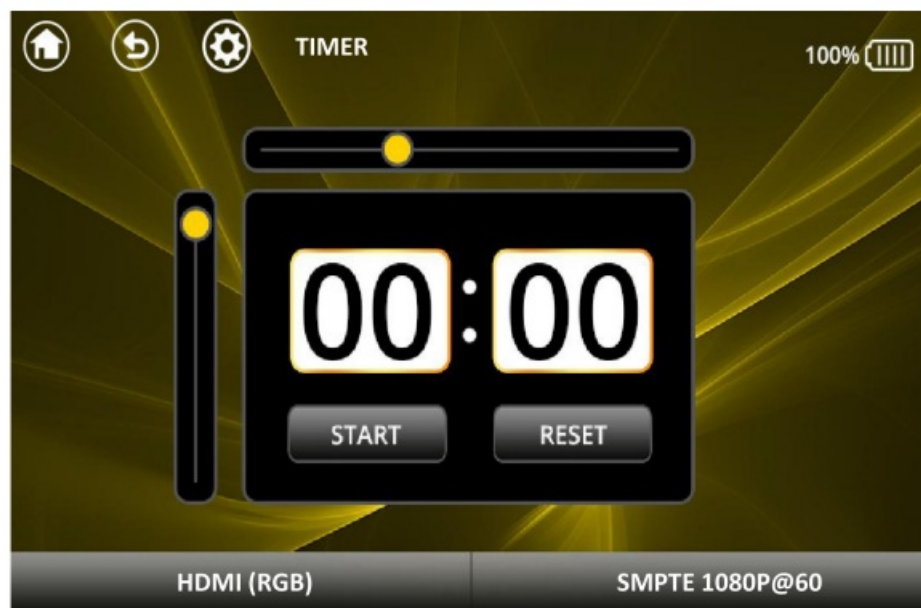 TIMER
100%
00:00
START RESET
HDMI (RGB) SMPTE 1080P@60